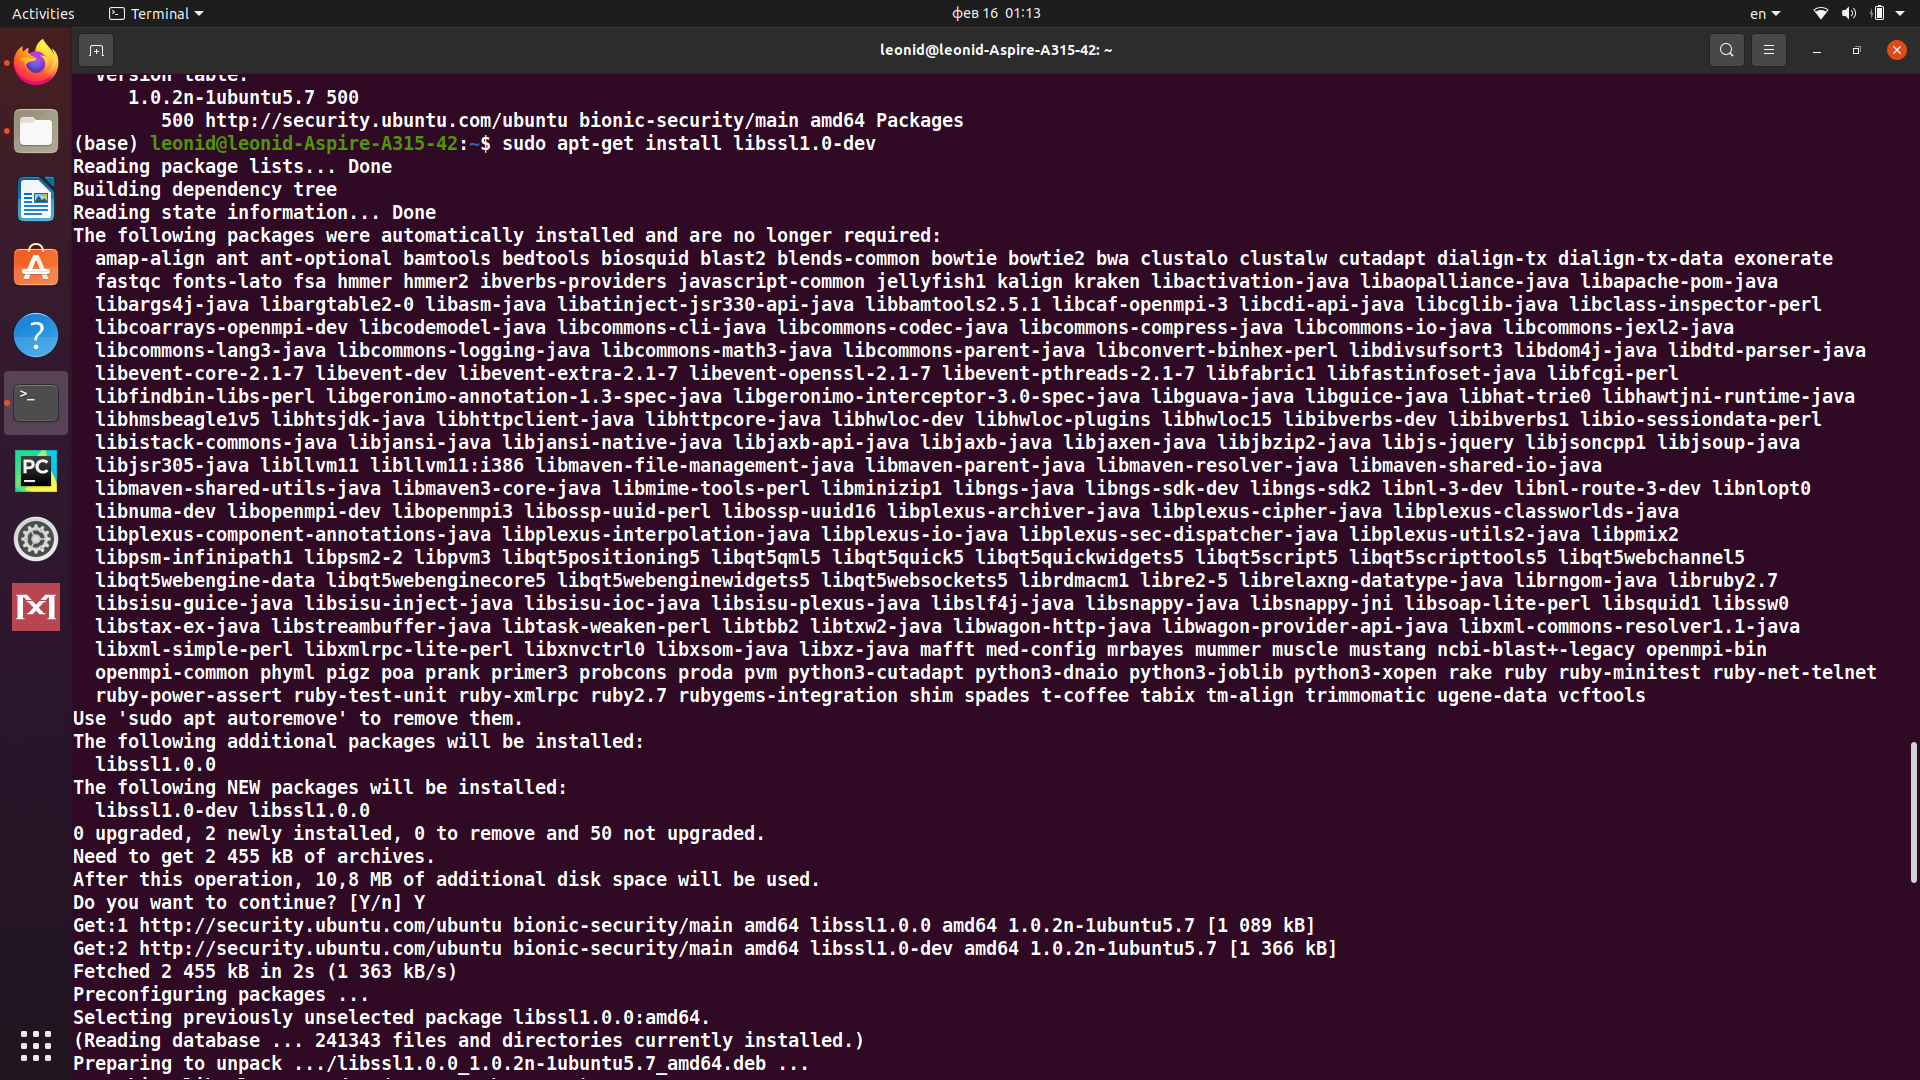 Activities
Terminal
фев 16 01:13
en
leonid@leonid-Aspire-A315-42: ~
Version table:
1.0.2n-1ubuntu5.7 500
500 http://security.ubuntu.com/ubuntu bionic-security/main amd64 Packages
(base) leonid@leonid-Aspire-A315-42:~$ sudo apt-get install libssl1.0-dev
Reading package lists... Done
Building dependency tree
Reading state information... Done
The following packages were automatically installed and are no longer required:
amap-align ant ant-optional bamtools bedtools biosquid blast2 blends-common bowtie bowtie2 bwa clustalo clustalw cutadapt dialign-tx dialign-tx-data exonerate
fastqc fonts-lato fsa hmmer hmmer2 ibverbs-providers javascript-common jellyfish1 kalign kraken libactivation-java libaopalliance-java libapache-pom-java
libargs4j-java libargtable2-0 libasm-java libatinject-jsr330-api-java libbamtools2.5.1 libcaf-openmpi-3 libcdi-api-java libcglib-java libclass-inspector-perl
libcoarrays-openmpi-dev libcodemodel-java libcommons-cli-java libcommons-codec-java libcommons-compress-java libcommons-io-java libcommons-jexl2-java
libcommons-lang3-java libcommons-logging-java libcommons-math3-java libcommons-parent-java libconvert-binhex-perl libdivsufsort3 libdom4j-java libdtd-parser-java
libevent-core-2.1-7 libevent-dev libevent-extra-2.1-7 libevent-openssl-2.1-7 libevent-pthreads-2.1-7 libfabric1 libfastinfoset-java libfcgi-perl
libfindbin-libs-perl libgeronimo-annotation-1.3-spec-java libgeronimo-interceptor-3.0-spec-java libguava-java libguice-java libhat-trie0 libhawtjni-runtime-java
libhmsbeagle1v5 libhtsjdk-java libhttpclient-java libhttpcore-java libhwloc-dev libhwloc-plugins libhwloc15 libibverbs-dev libibverbs1 libio-sessiondata-perl
libistack-commons-java libjansi-java libjansi-native-java libjaxb-api-java libjaxb-java libjaxen-java libjbzip2-java libjs-jquery libjsoncpp1 libjsoup-java
libjsr305-java libllvm11 libllvm11:i386 libmaven-file-management-java libmaven-parent-java libmaven-resolver-java libmaven-shared-io-java
libmaven-shared-utils-java libmaven3-core-java libmime-tools-perl libminizip1 libngs-java libngs-sdk-dev libngs-sdk2 libnl-3-dev libnl-route-3-dev libnlopt0
libnuma-dev libopenmpi-dev libopenmpi3 libossp-uuid-perl libossp-uuid16 libplexus-archiver-java libplexus-cipher-java libplexus-classworlds-java
libplexus-component-annotations-java libplexus-interpolation-java libplexus-io-java libplexus-sec-dispatcher-java libplexus-utils2-java libpmix2
libpsm-infinipath1 libpsm2-2 libpvm3 libqt5positioning5 libqt5qml5 libqt5quick5 libqt5quickwidgets5 libqt5script5 libqt5scripttools5 libqt5webchannel5
libqt5webengine-data libqt5webenginecore5 libqt5webenginewidgets5 libqt5websockets5 librdmacm1 libre2-5 librelaxng-datatype-java librngom-java libruby2.7
libsisu-guice-java libsisu-inject-java libsisu-ioc-java libsisu-plexus-java libslf4j-java libsnappy-java libsnappy-jni libsoap-lite-perl libsquid1 libssw0
libstax-ex-java libstreambuffer-java libtask-weaken-perl libtbb2 libtxw2-java libwagon-http-java libwagon-provider-api-java libxml-commons-resolver1.1-java
libxml-simple-perl libxmlrpc-lite-perl libxnvctrl0 libxsom-java libxz-java mafft med-config mrbayes mummer muscle mustang ncbi-blast+-legacy openmpi-bin
openmpi-common phyml pigz poa prank primer3 probcons proda pvm python3-cutadapt python3-dnaio python3-joblib python3-xopen rake ruby ruby-minitest ruby-net-telnet
ruby-power-assert ruby-test-unit ruby-xmlrpc ruby2.7 rubygems-integration shim spades t-coffee tabix tm-align trimmomatic ugene-data vcftools
Use 'sudo apt autoremove' to remove them.
The following additional packages will be installed:
libssl1.0.0
The following NEW packages will be installed:
libssl1.0-dev libssl1.0.0
0 upgraded, 2 newly installed, 0 to remove and 50 not upgraded.
Need to get 2 455 kB of archives.
After this operation, 10,8 MB of additional disk space will be used.
Do you want to continue? [Y/n] Y
Get:1 http://security.ubuntu.com/ubuntu bionic-security/main amd64 libssl1.0.0 amd64 1.0.2n-1ubuntu5.7 [1 089 kB]
Get:2 http://security.ubuntu.com/ubuntu bionic-security/main amd64 libssl1.0-dev amd64 1.0.2n-1ubuntu5.7 [1 366 kB]
Fetched 2 455 kB in 2s (1 363 kB/s)
Preconfiguring packages ...
Selecting previously unselected package libssl1.0.0:amd64.
(Reading database ... 241343 files and directories currently installed.)
Preparing to unpack .../libssl1.0.0_1.0.2n-1ubuntu5.7_amd64.deb ...